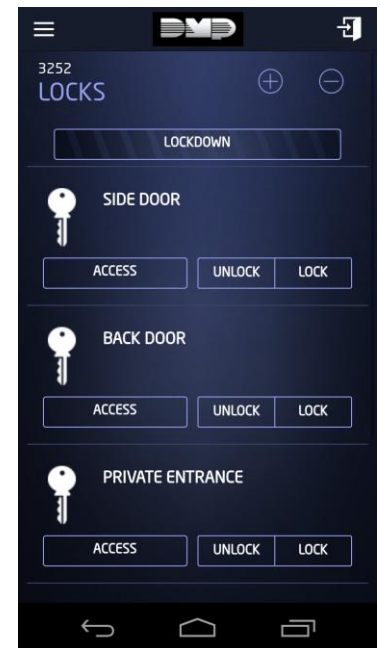 DMP
3252
LOCKS
LOCKDOWN
SIDE DOOR
ACCESS UNLOCK LOCK
BACK DOOR
ACCESS UNLOCK LOCK
PRIVATE ENTRANCE
ACCESS UNLOCK LOCK